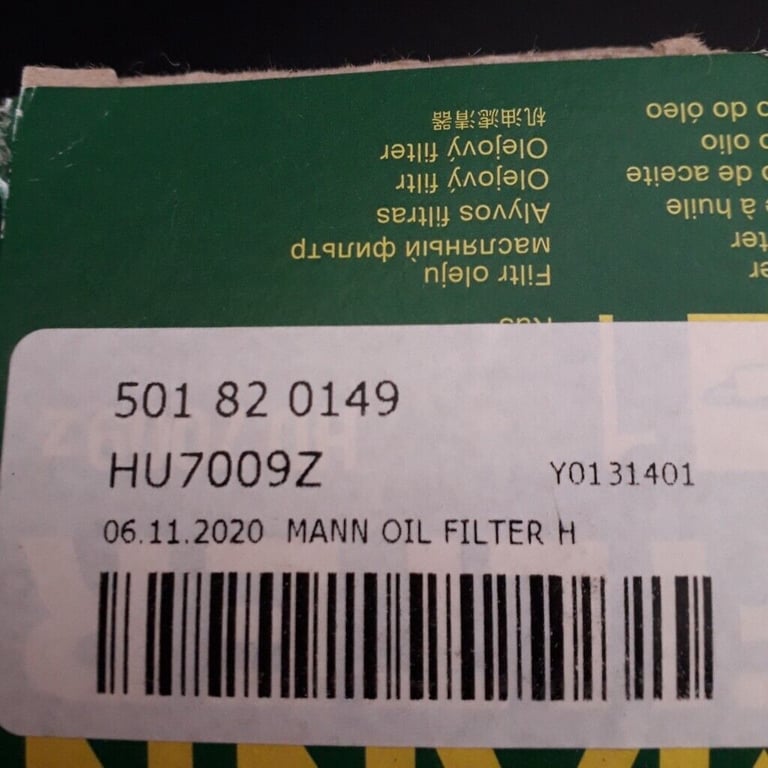 501 82 0149
HU7009Z
Y0131401
06.11.2020 MANN OIL FILTER H
Filtr oleju
масляный фильтр
Alyvos filtras
Olejový filtr
Olejový filter
机油滤清器
à huile
de aceite
olio
do óleo